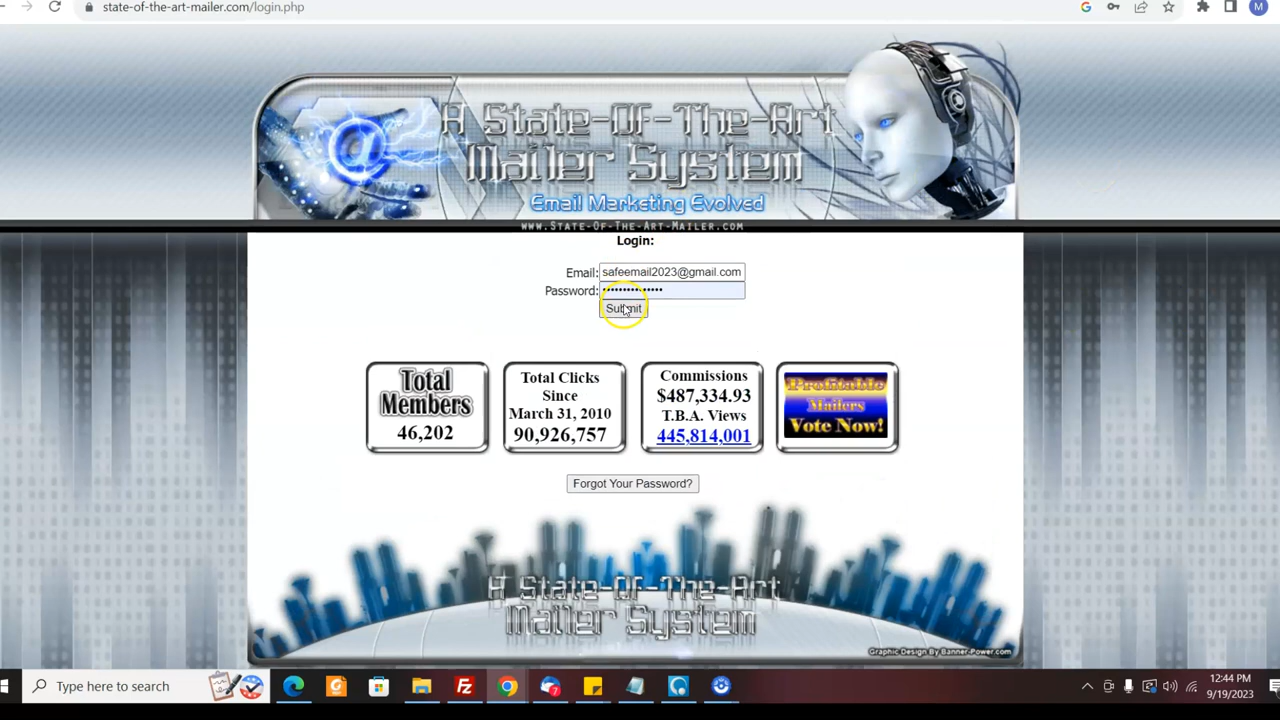 state-of-the-art-mailer.com/login.php
M
A State-Of-The-Art
Mailer System
Email Marketing Evolved
www.State-Of-The-Art-Mailer.com
@
Login:
Email: safeemail2023@gmail.com
Password: ••••••••••••••
Submit
Total
Members
46,202
Total Clicks
Since
March 31, 2010
90,926,757
Commissions
$487,334.93
T.B.A. Views
445,814,001
Profitable
Mailers
Vote Now!
Forgot Your Password?
A State-Of-The-Art
Mailer System
Graphic Design By Banner-Power.com
Type here to search
12:44 PM
9/19/2023